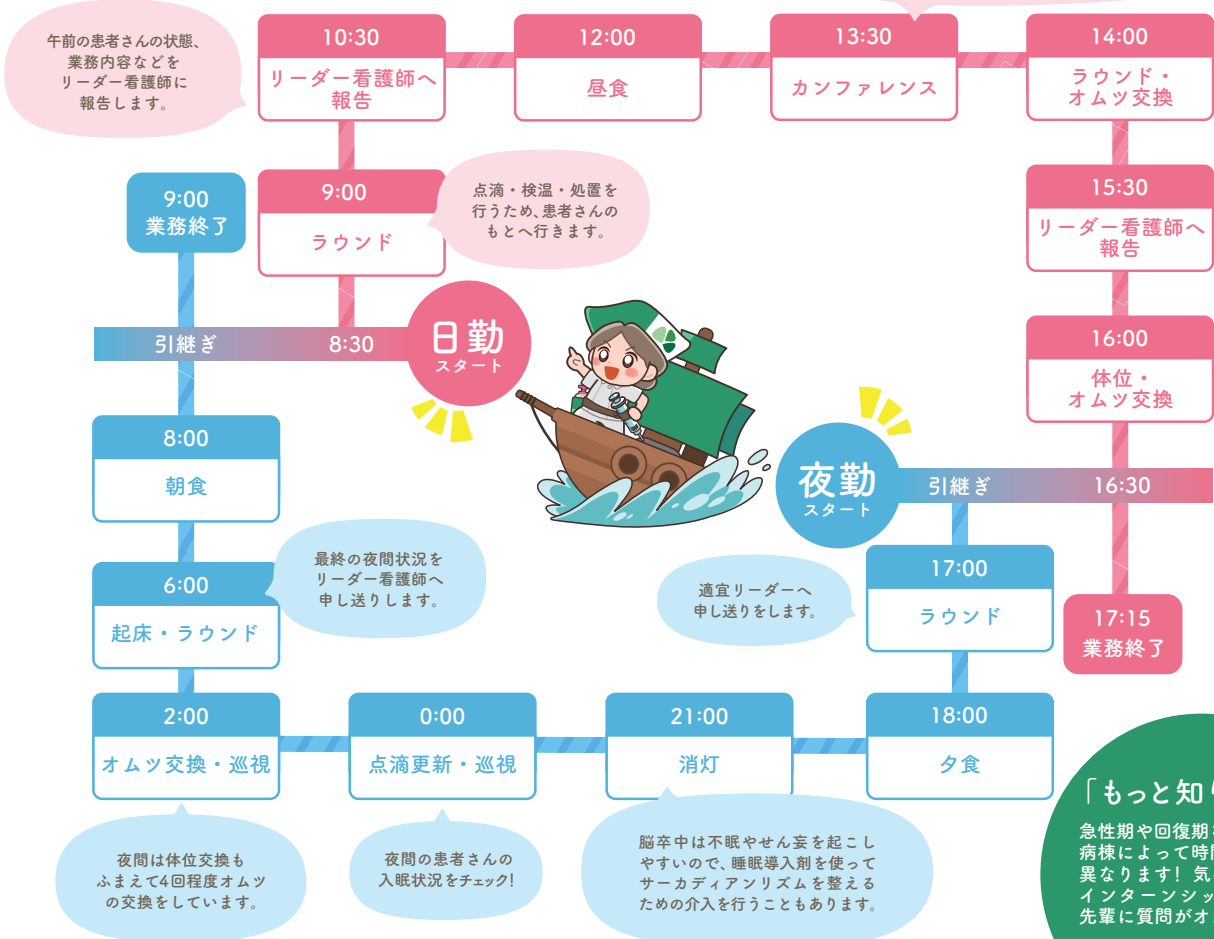 午前の患者さんの状態、
業務内容などを
リーダー看護師に
報告します。
10:30
リーダー看護師へ
報告
12:00
昼食
13:30
カンファレンス
14:00
ラウンド・
オムツ交換
9:00
業務終了
9:00
ラウンド
点滴・検温・処置を
行うため、患者さんの
もとへ行きます。
15:30
リーダー看護師へ
報告
引継ぎ
8:30
日勤
スタート
16:00
体位・
オムツ交換
8:00
朝食
夜勤
スタート
引継ぎ
16:30
6:00
起床・ラウンド
最終の夜間状況を
リーダー看護師へ
申し送りします。
適宜リーダーへ
申し送りをします。
17:00
ラウンド
17:15
業務終了
2:00
オムツ交換・巡視
0:00
点滴更新・巡視
21:00
消灯
18:00
夕食
夜間は体位交換も
ふまえて4回程度オムツ
の交換をしています。
夜間の患者さんの
入眠状況をチェック!
脳卒中は不眠やせん妄を起こし
やすいので、睡眠導入剤を使って
サーカディアンリズムを整える
ための介入を行うこともあります。
「もっと知
急性期や回復期
病棟によって時
異なります! 気
インターンシッ
先輩に質問がオ